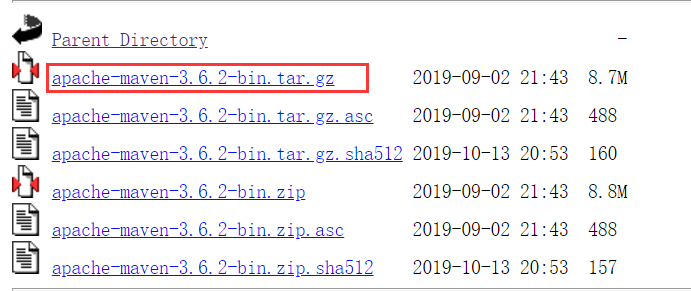 Parent Directory -
apache-maven-3.6.2-bin.tar.gz 2019-09-02 21:43 8.7M
apache-maven-3.6.2-bin.tar.gz.asc 2019-09-02 21:43 488
apache-maven-3.6.2-bin.tar.gz.sha512 2019-10-13 20:53 160
apache-maven-3.6.2-bin.zip 2019-09-02 21:43 8.8M
apache-maven-3.6.2-bin.zip.asc 2019-09-02 21:43 488
apache-maven-3.6.2-bin.zip.sha512 2019-10-13 20:53 157